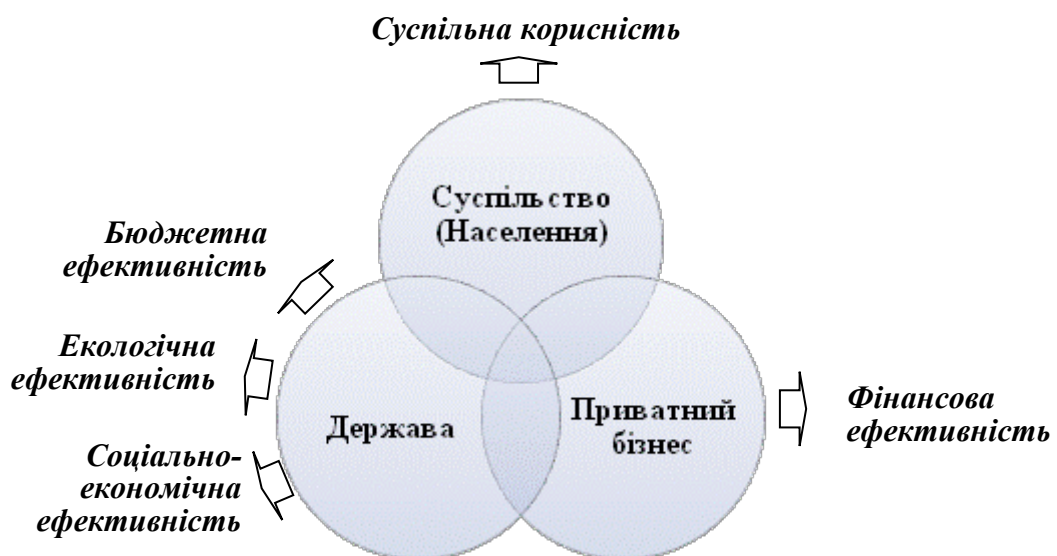 Суспільна корисність
Суспільство
(Населення)
Бюджетна
ефективність
Екологічна
ефективність
Соціально-
економічна
ефективність
Держава
Приватний
бізнес
Фінансова
ефективність